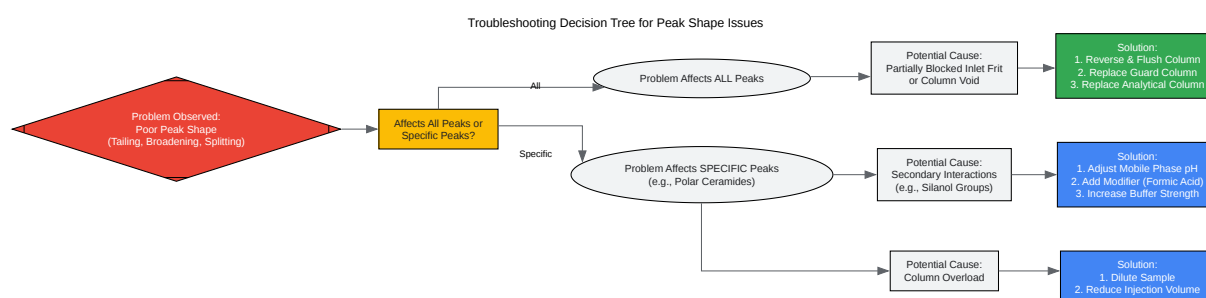 Troubleshooting Decision Tree for Peak Shape Issues
Problem Observed:
Poor Peak Shape
(Tailing, Broadening, Splitting)
Affects All Peaks or
Specific Peaks?
All
Specific
Problem Affects ALL Peaks
Potential Cause:
Partially Blocked Inlet Frit
or Column Void
Solution:
1. Reverse & Flush Column
2. Replace Guard Column
3. Replace Analytical Column
Problem Affects SPECIFIC Peaks
(e.g., Polar Ceramides)
Potential Cause:
Secondary Interactions
(e.g., Silanol Groups)
Solution:
1. Adjust Mobile Phase pH
2. Add Modifier (Formic Acid)
3. Increase Buffer Strength
Potential Cause:
Column Overload
Solution:
1. Dilute Sample
2. Reduce Injection Volume